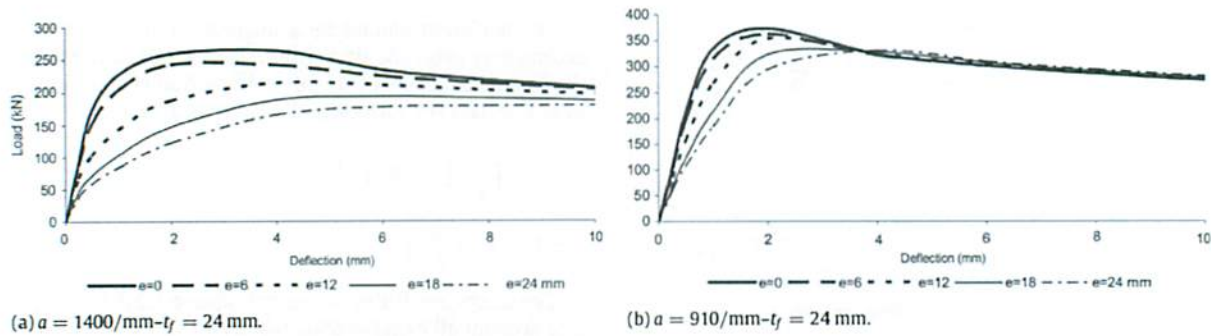 300
250
200
150
100
50
0
Load (kN)
0 2 4 6 8 10
Deflection (mm)
e=0 e=6 e=12 e=18 e=24 mm
(a) a = 1400/mm–tf = 24 mm.
400
350
300
250
200
150
100
50
0
0 2 4 6 8 10
Deflection (mm)
e=0 e=6 e=12 e=18 e=24 mm
(b) a = 910/mm–tf = 24 mm.